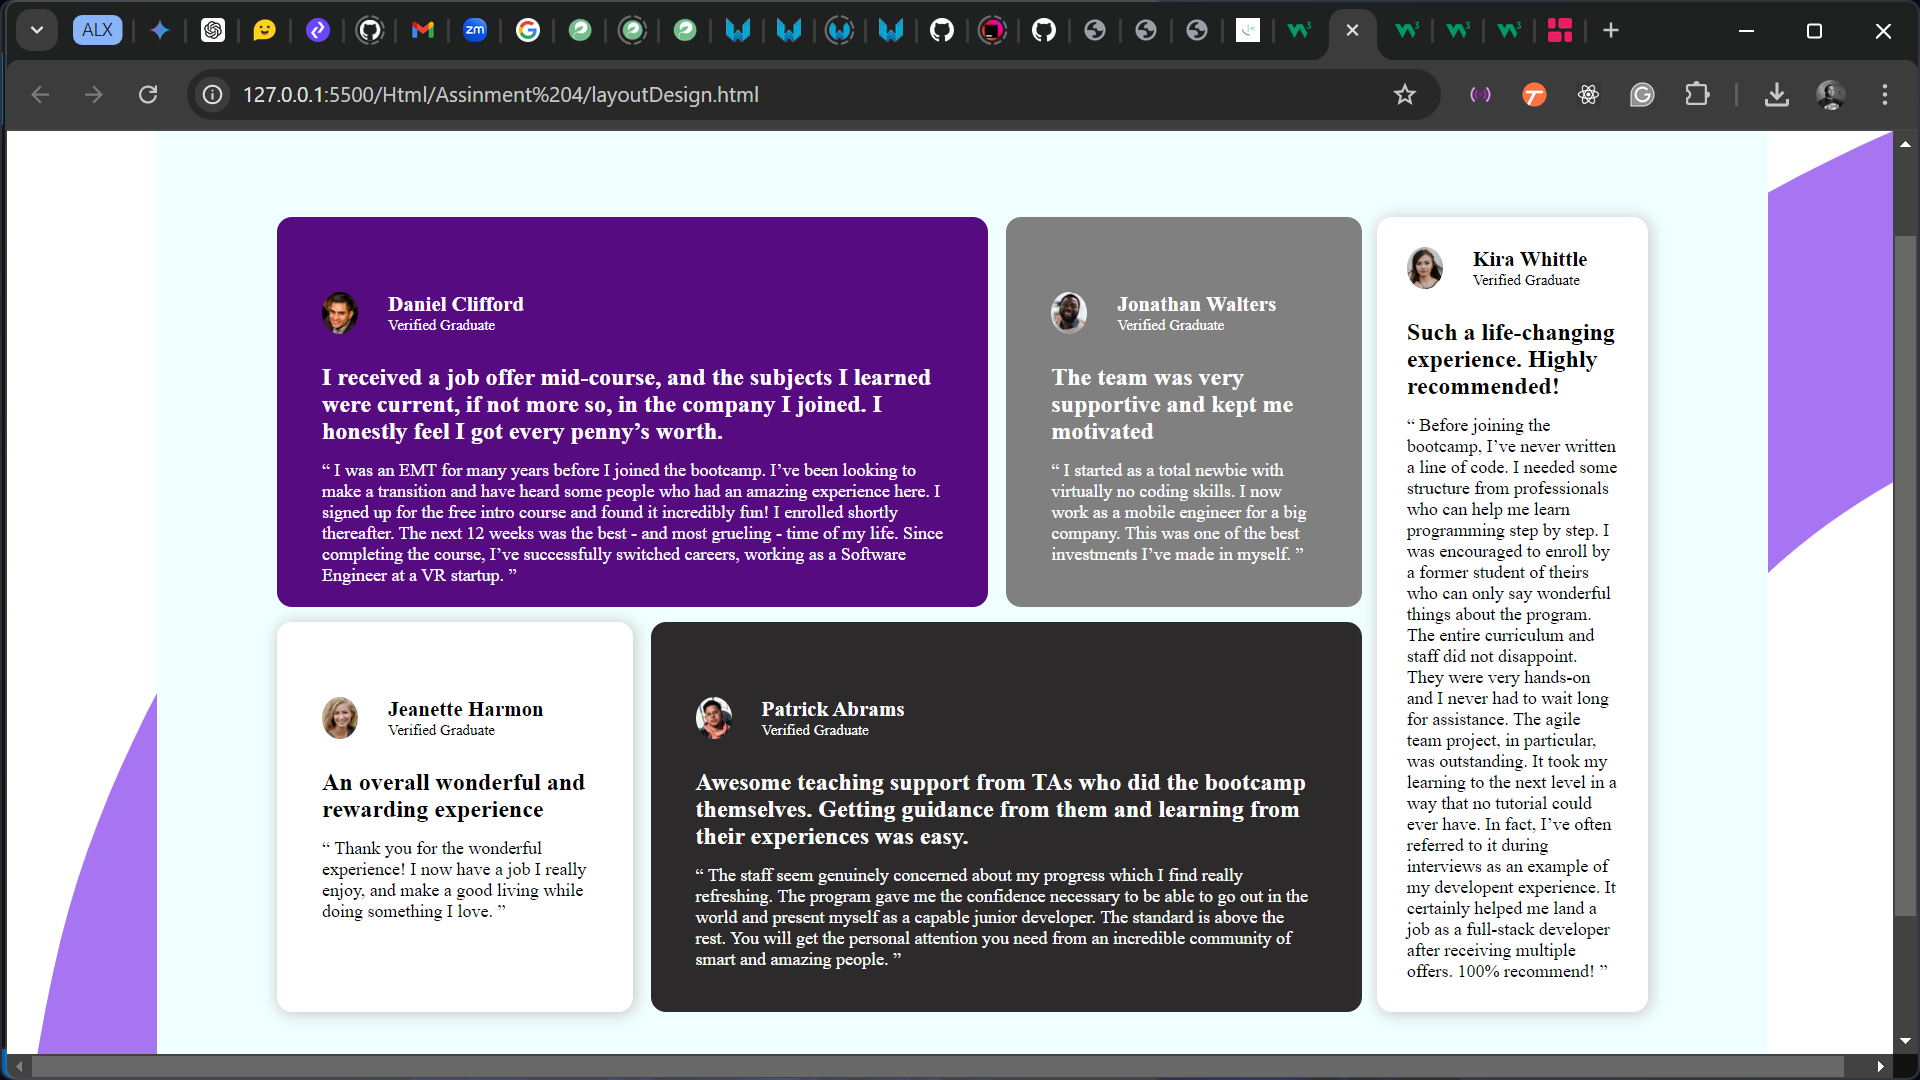 ALX
zm
127.0.0.1:5500/Html/Assinment%204/layoutDesign.html
Daniel Clifford
Verified Graduate
I received a job offer mid-course, and the subjects I learned
were current, if not more so, in the company I joined. I
honestly feel I got every penny’s worth.
“ I was an EMT for many years before I joined the bootcamp. I’ve been looking to
make a transition and have heard some people who had an amazing experience here. I
signed up for the free intro course and found it incredibly fun! I enrolled shortly
thereafter. The next 12 weeks was the best - and most grueling - time of my life. Since
completing the course, I’ve successfully switched careers, working as a Software
Engineer at a VR startup. ”
Jonathan Walters
Verified Graduate
The team was very
supportive and kept me
motivated
“ I started as a total newbie with
virtually no coding skills. I now
work as a mobile engineer for a big
company. This was one of the best
investments I’ve made in myself. ”
Kira Whittle
Verified Graduate
Such a life-changing
experience. Highly
recommended!
“ Before joining the
bootcamp, I’ve never written
a line of code. I needed some
structure from professionals
who can help me learn
programming step by step. I
was encouraged to enroll by
a former student of theirs
who can only say wonderful
things about the program.
The entire curriculum and
staff did not disappoint.
They were very hands-on
and I never had to wait long
for assistance. The agile
team project, in particular,
was outstanding. It took my
learning to the next level in a
way that no tutorial could
ever have. In fact, I’ve often
referred to it during
interviews as an example of
my developent experience. It
certainly helped me land a
job as a full-stack developer
after receiving multiple
offers. 100% recommend! ”
Jeanette Harmon
Verified Graduate
An overall wonderful and
rewarding experience
“ Thank you for the wonderful
experience! I now have a job I really
enjoy, and make a good living while
doing something I love. ”
Patrick Abrams
Verified Graduate
Awesome teaching support from TAs who did the bootcamp
themselves. Getting guidance from them and learning from
their experiences was easy.
“ The staff seem genuinely concerned about my progress which I find really
refreshing. The program gave me the confidence necessary to be able to go out in the
world and present myself as a capable junior developer. The standard is above the
rest. You will get the personal attention you need from an incredible community of
smart and amazing people. ”